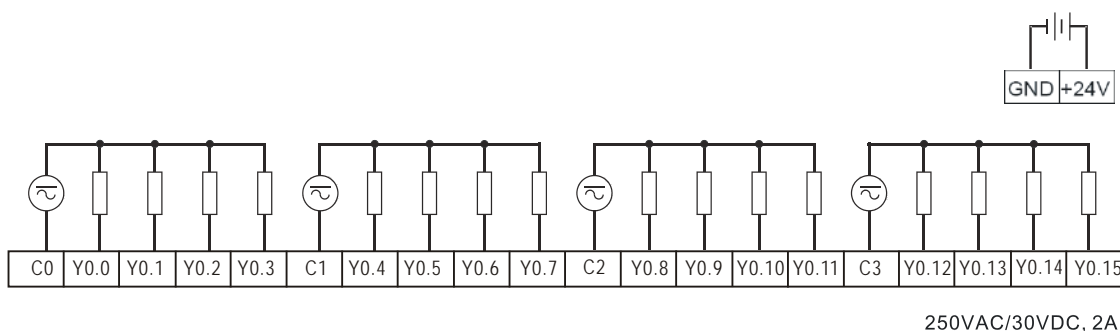 GND +24V
C0 Y0.0 Y0.1 Y0.2 Y0.3 C1 Y0.4 Y0.5 Y0.6 Y0.7 C2 Y0.8 Y0.9 Y0.10 Y0.11 C3 Y0.12 Y0.13 Y0.14 Y0.15
250VAC/30VDC, 2A